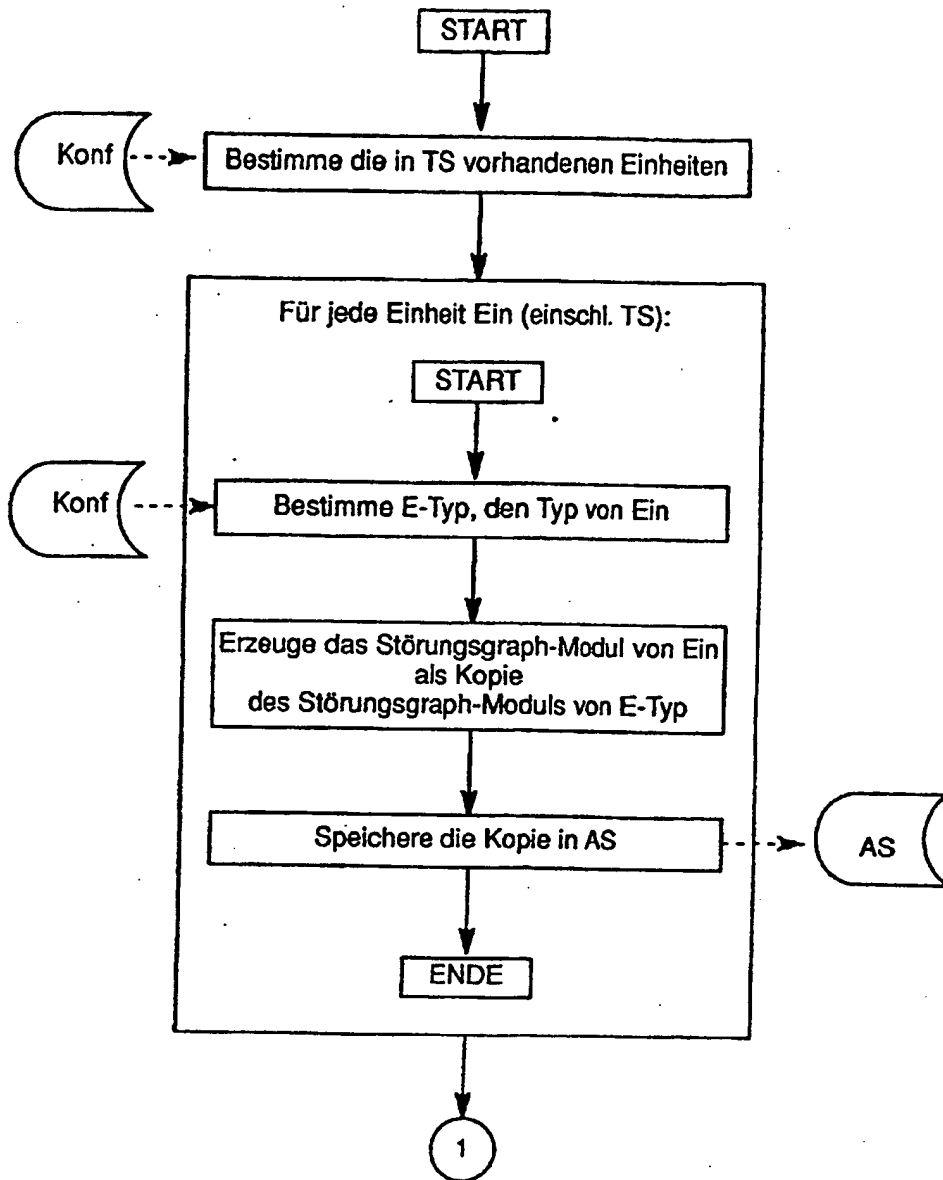 START
Konf
Bestimme die in TS vorhandenen Einheiten
Für jede Einheit Ein (einschl. TS):
START
Konf
Bestimme E-Typ, den Typ von Ein
Erzeuge das Störungsgraph-Modul von Ein
als Kopie
des Störungsgraph-Moduls von E-Typ
Speichere die Kopie in AS
AS
ENDE
1